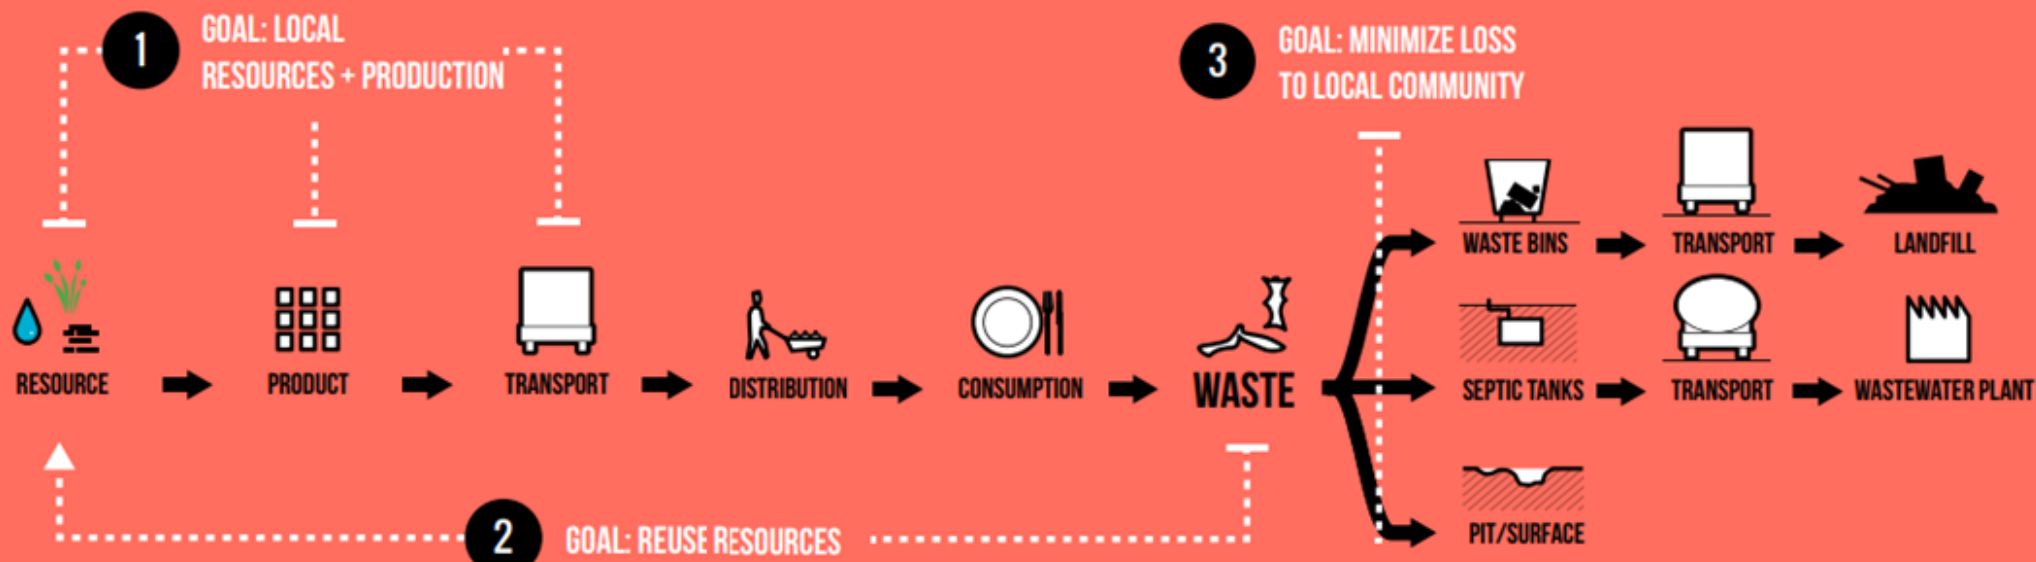 1
GOAL: LOCAL
RESOURCES + PRODUCTION
3
GOAL: MINIMIZE LOSS
TO LOCAL COMMUNITY
WASTE BINS
TRANSPORT
LANDFILL
RESOURCE
PRODUCT
TRANSPORT
DISTRIBUTION
CONSUMPTION
WASTE
SEPTIC TANKS
TRANSPORT
WASTEWATER PLANT
PIT/SURFACE
2
GOAL: REUSE RESOURCES